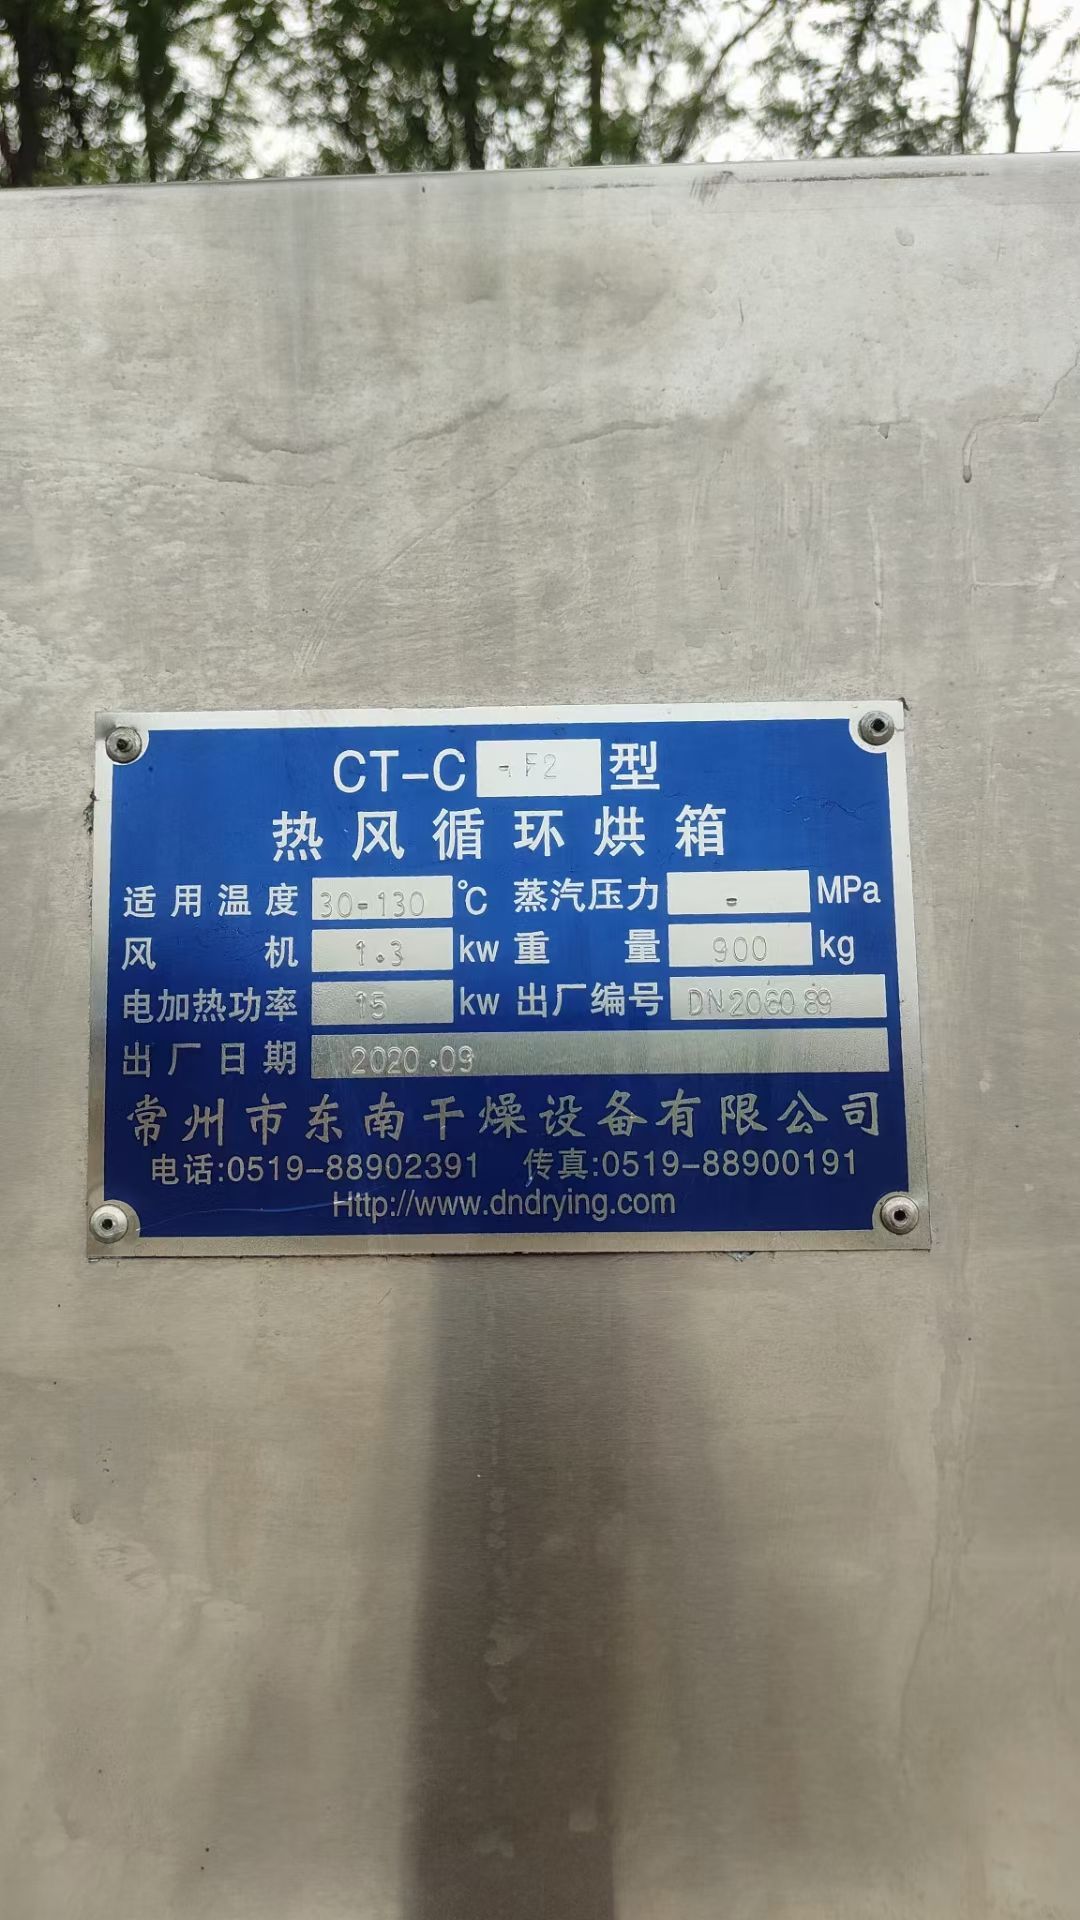 CT-C -F2 型
热风循环烘箱
适用温度 30-130 ℃ 蒸汽压力 - MPa
风机 1.3 kw 重量 900 kg
电加热功率 15 kw 出厂编号 DN206089
出厂日期 2020.09
常州市东南干燥设备有限公司
电话:0519-88902391 传真:0519-88900191
Http://www.dndrying.com